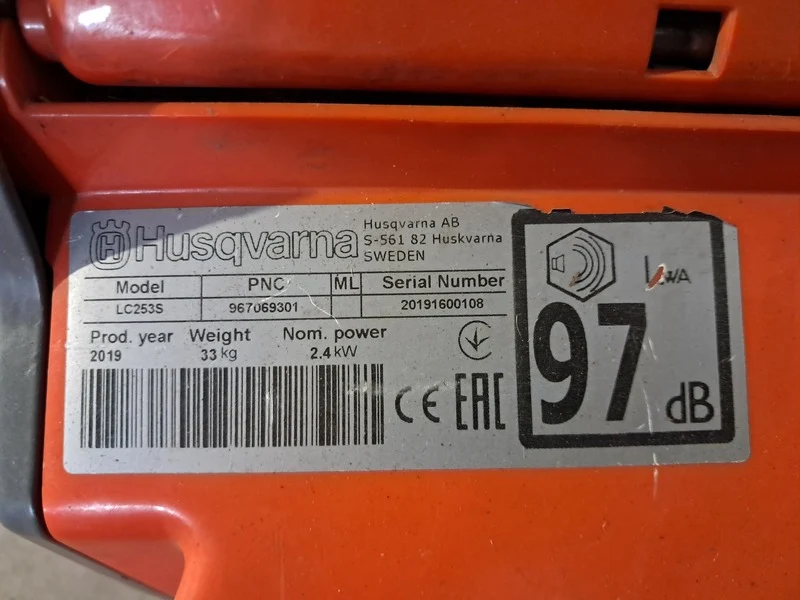 Husqvarna
Husqvarna AB
S-561 82 Huskvarna
SWEDEN
Model PNC ML Serial Number
LC253S 967069301 20191600108
Prod. year Weight Nom. power
2019 33 kg 2.4 kW
CE EAC
LWA
97 dB